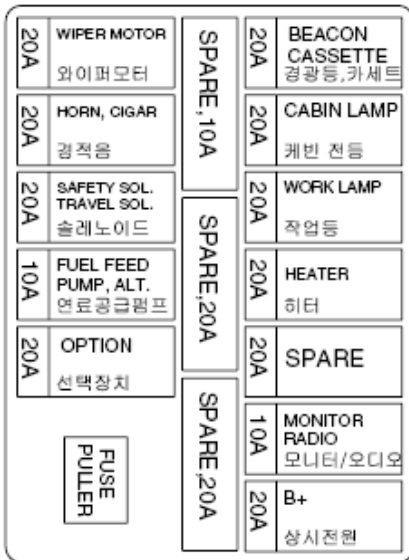 20A
WIPER MOTOR
와이퍼모터
20A
HORN, CIGAR
경적음
20A
SAFETY SOL.
TRAVEL SOL.
솔레노이드
10A
FUEL FEED
PUMP, ALT.
연료공급펌프
20A
OPTION
선택장치
FUSE
PULLER
SPARE,10A
SPARE,20A
SPARE,20A
20A
BEACON
CASSETTE
경광등,카세트
20A
CABIN LAMP
케빈 전등
20A
WORK LAMP
작업등
20A
HEATER
히터
20A
SPARE
10A
MONITOR
RADIO
모니터/오디오
20A
B+
상시전원